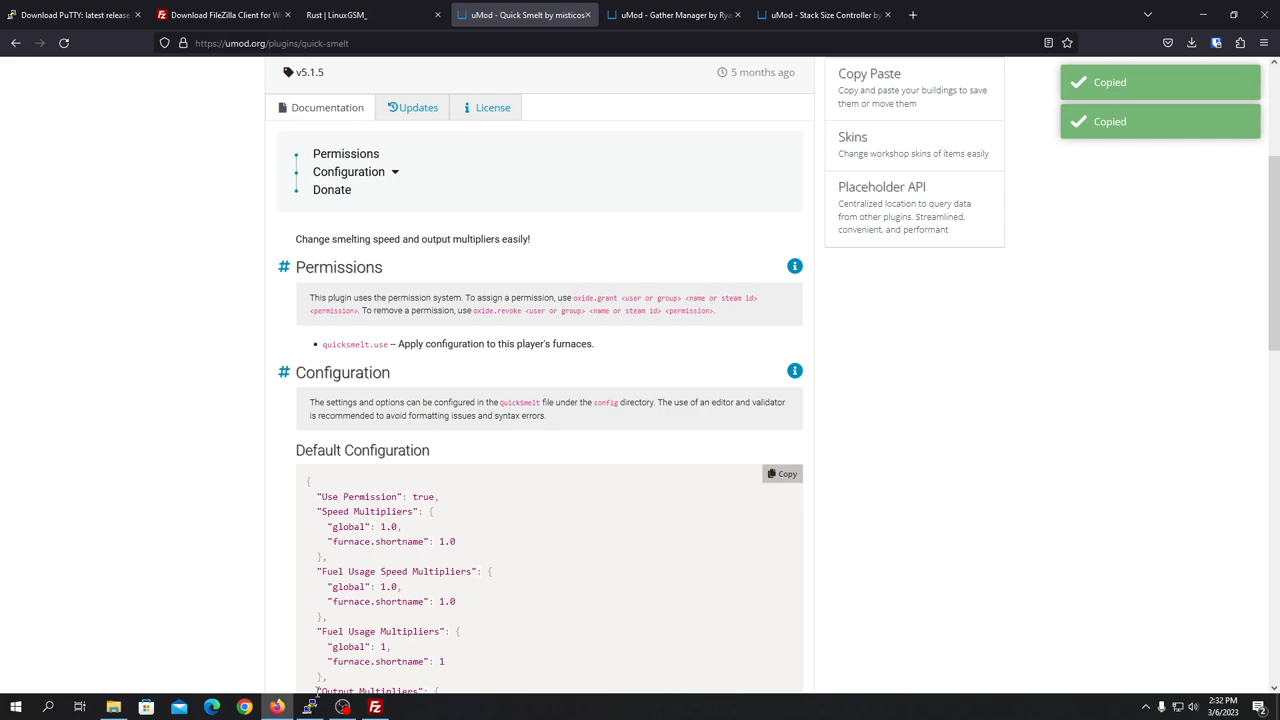 Download PuTTY: latest release
Download FileZilla Client for Wi
Rust | LinuxGSM_
uMod - Quick Smelt by misticos
uMod - Gather Manager by Rya
uMod - Stack Size Controller by
https://umod.org/plugins/quick-smelt
v5.1.5
5 months ago
Documentation
Updates
License
Permissions
Configuration
Donate
Change smelting speed and output multipliers easily!
# Permissions
This plugin uses the permission system. To assign a permission, use oxide.grant <user or group> <name or steam id>
<permission>. To remove a permission, use oxide.revoke <user or group> <name or steam id> <permission>.
quicksmelt.use – Apply configuration to this player's furnaces.
# Configuration
The settings and options can be configured in the QuickSmelt file under the config directory. The use of an editor and validator
is recommended to avoid formatting issues and syntax errors.
Default Configuration
Copy
{
"Use Permission": true,
"Speed Multipliers": {
"global": 1.0,
"furnace.shortname": 1.0
},
"Fuel Usage Speed Multipliers": {
"global": 1.0,
"furnace.shortname": 1.0
},
"Fuel Usage Multipliers": {
"global": 1,
"furnace.shortname": 1
},
"Output Multipliers": {
Copy Paste
Copy and paste your buildings to save
them or move them
Skins
Change workshop skins of items easily
Placeholder API
Centralized location to query data
from other plugins. Streamlined,
convenient, and performant
Copied
Copied
2:32 PM
3/6/2023
2